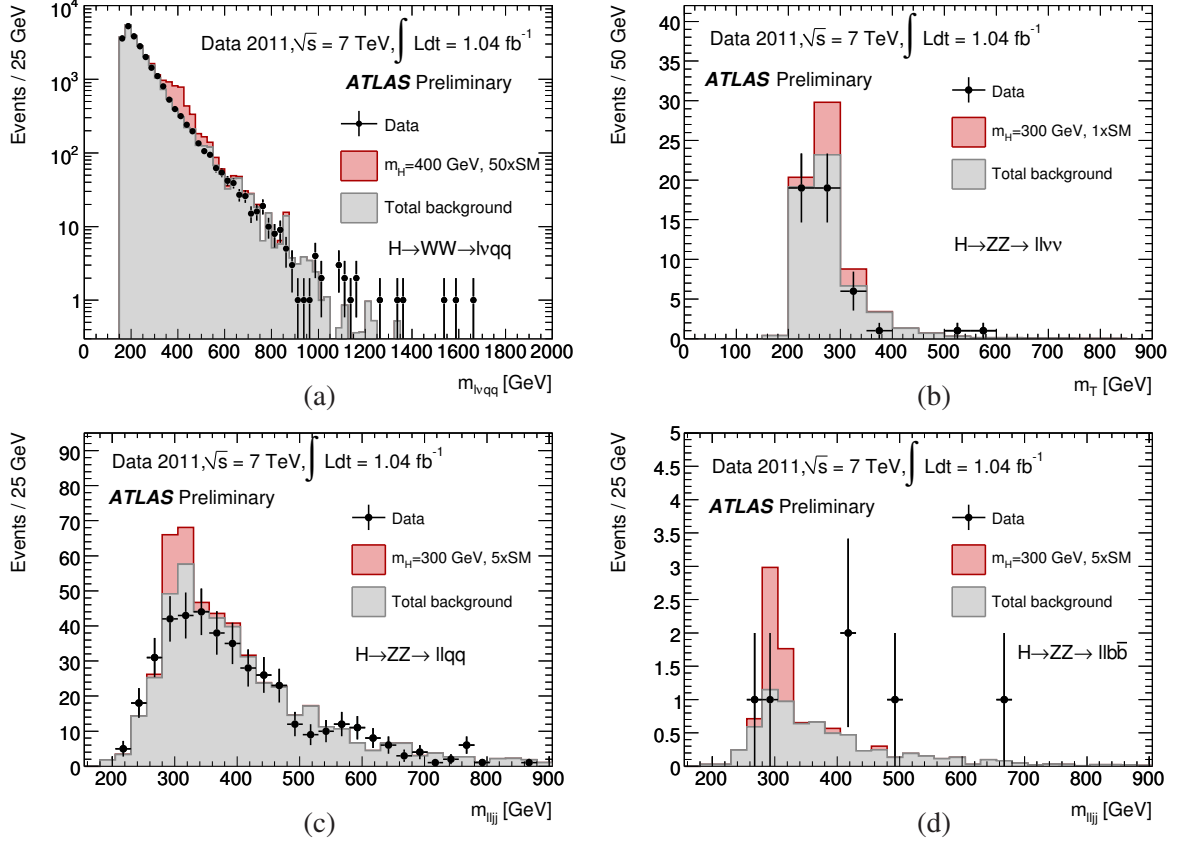 Data 2011,√s = 7 TeV,∫ Ldt = 1.04 fb⁻¹
ATLAS Preliminary
Data
m_H=400 GeV, 50xSM
Total background
H→WW→lνqq
Events / 25 GeV
10⁴
10³
10²
10
1
0 200 400 600 800 1000 1200 1400 1600 1800 2000
m_lνqq [GeV]
(a)
Data 2011,√s = 7 TeV,∫ Ldt = 1.04 fb⁻¹
ATLAS Preliminary
Data
m_H=300 GeV, 1xSM
Total background
H→ZZ→ llνν
Events / 50 GeV
40
35
30
25
20
15
10
5
0
0 100 200 300 400 500 600 700 800 900
m_T [GeV]
(b)
Data 2011,√s = 7 TeV,∫ Ldt = 1.04 fb⁻¹
ATLAS Preliminary
Data
m_H=300 GeV, 5xSM
Total background
H→ZZ→ llqq
Events / 25 GeV
90
80
70
60
50
40
30
20
10
0
200 300 400 500 600 700 800 900
m_lljj [GeV]
(c)
Data 2011,√s = 7 TeV,∫ Ldt = 1.04 fb⁻¹
ATLAS Preliminary
Data
m_H=300 GeV, 5xSM
Total background
H→ZZ→ llbb̄
Events / 25 GeV
5
4.5
4
3.5
3
2.5
2
1.5
1
0.5
0
200 300 400 500 600 700 800 900
m_lljj [GeV]
(d)